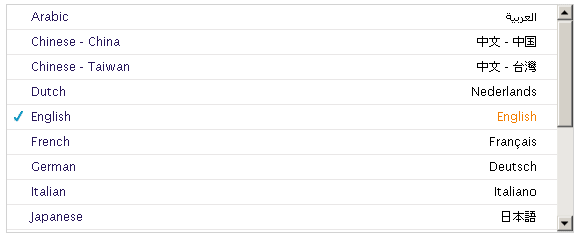 Arabic العربية
Chinese - China 中文 - 中国
Chinese - Taiwan 中文 - 台灣
Dutch Nederlands
English English
French Français
German Deutsch
Italian Italiano
Japanese 日本語